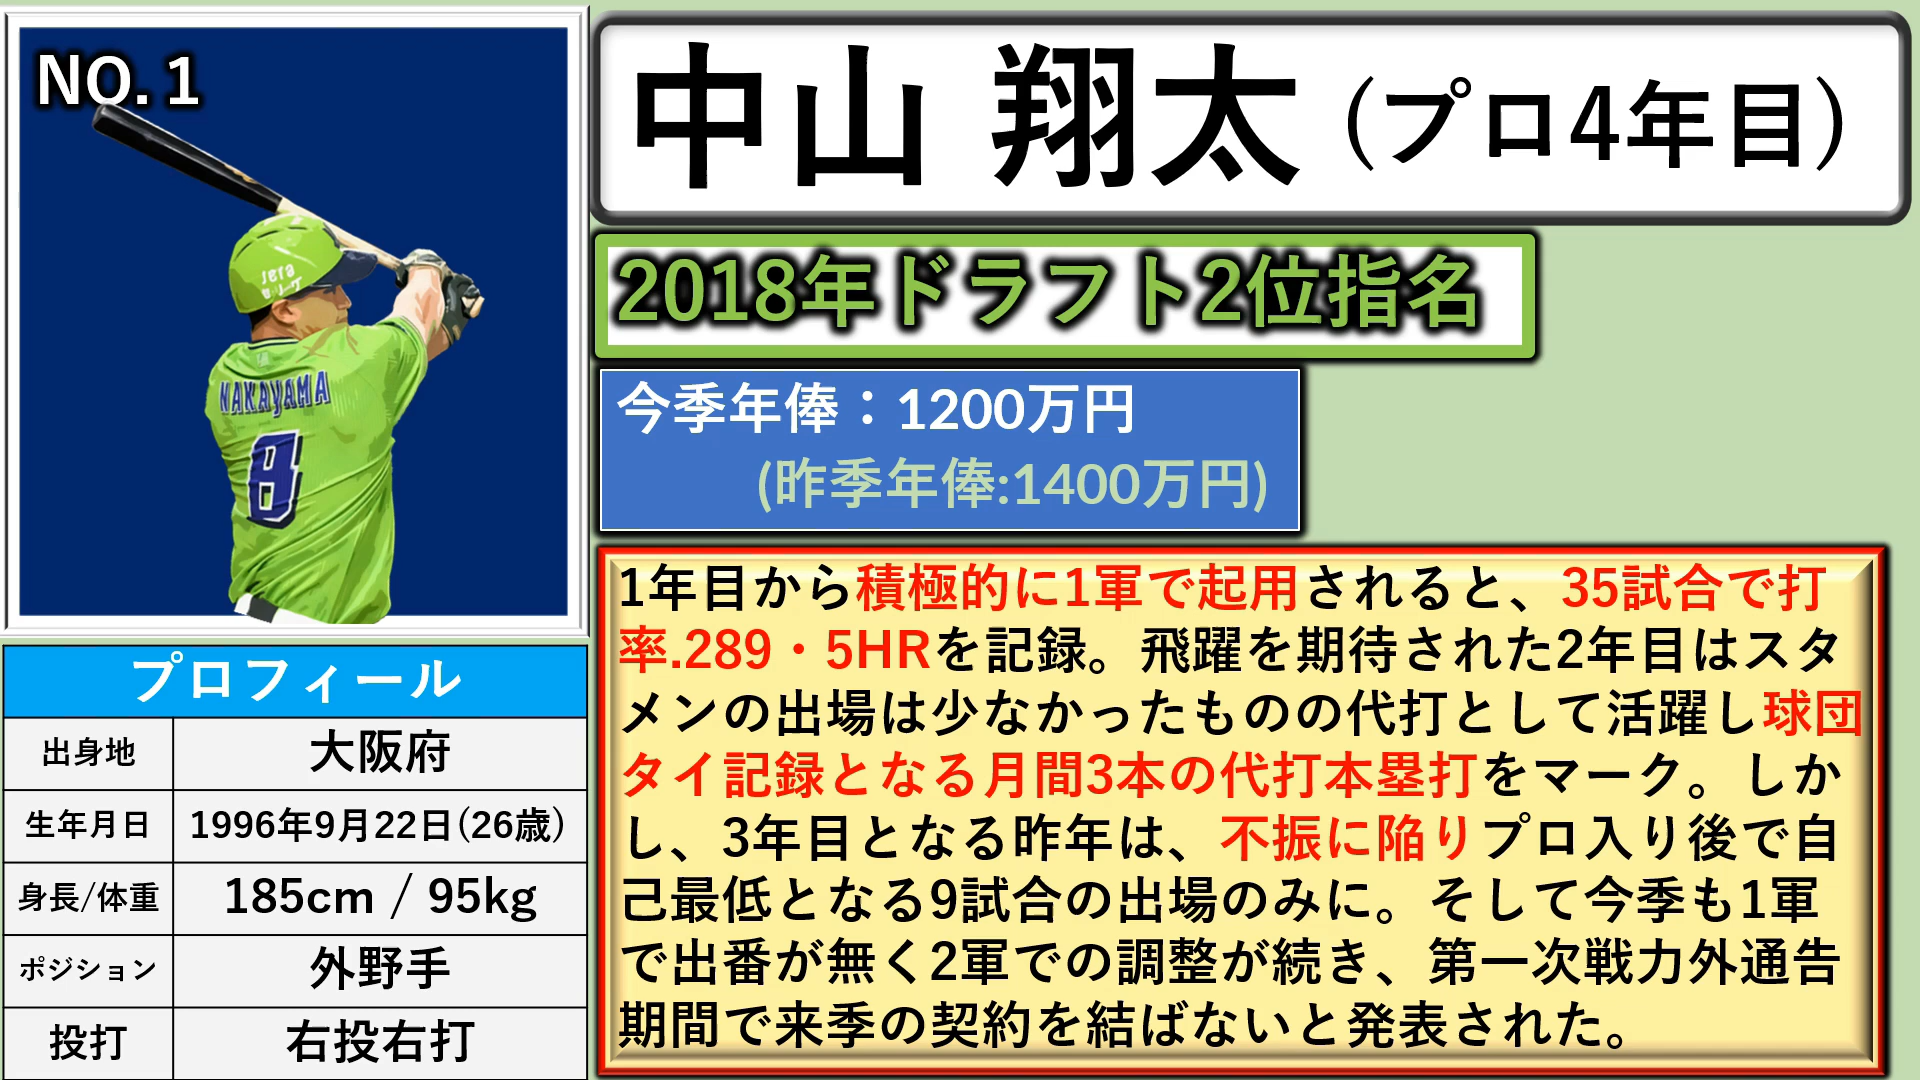 NO. 1
jera
セ・リーグ
NAKAYAMA
8
中山 翔太 (プロ4年目)
2018年ドラフト2位指名
今季年俸：1200万円
(昨季年俸:1400万円)
1年目から積極的に1軍で起用されると、35試合で打
率.289・5HRを記録。飛躍を期待された2年目はスタ
メンの出場は少なかったものの代打として活躍し球団
タイ記録となる月間3本の代打本塁打をマーク。しか
し、3年目となる昨年は、不振に陥りプロ入り後で自
己最低となる9試合の出場のみに。そして今季も1軍
で出番が無く2軍での調整が続き、第一次戦力外通告
期間で来季の契約を結ばないと発表された。
プロフィール
出身地 大阪府
生年月日 1996年9月22日(26歳)
身長/体重 185cm / 95kg
ポジション 外野手
投打 右投右打